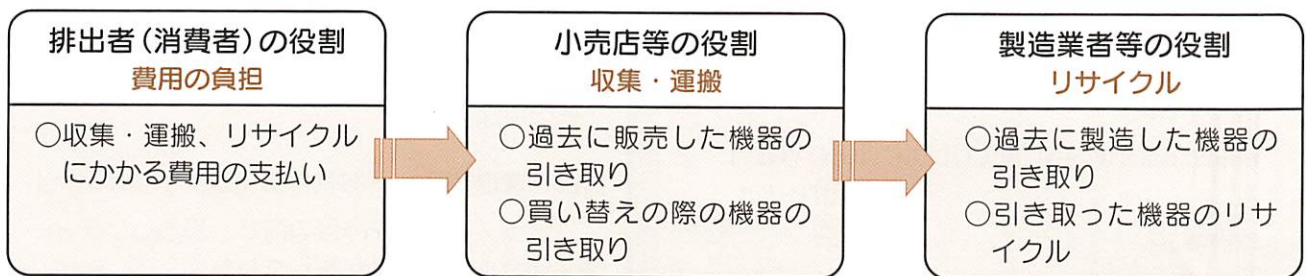 排出者(消費者)の役割
費用の負担
○収集・運搬、リサイクル
にかかる費用の支払い
小売店等の役割
収集・運搬
○過去に販売した機器の
引き取り
○買い替えの際の機器の
引き取り
製造業者等の役割
リサイクル
○過去に製造した機器の
引き取り
○引き取った機器のリサ
イクル